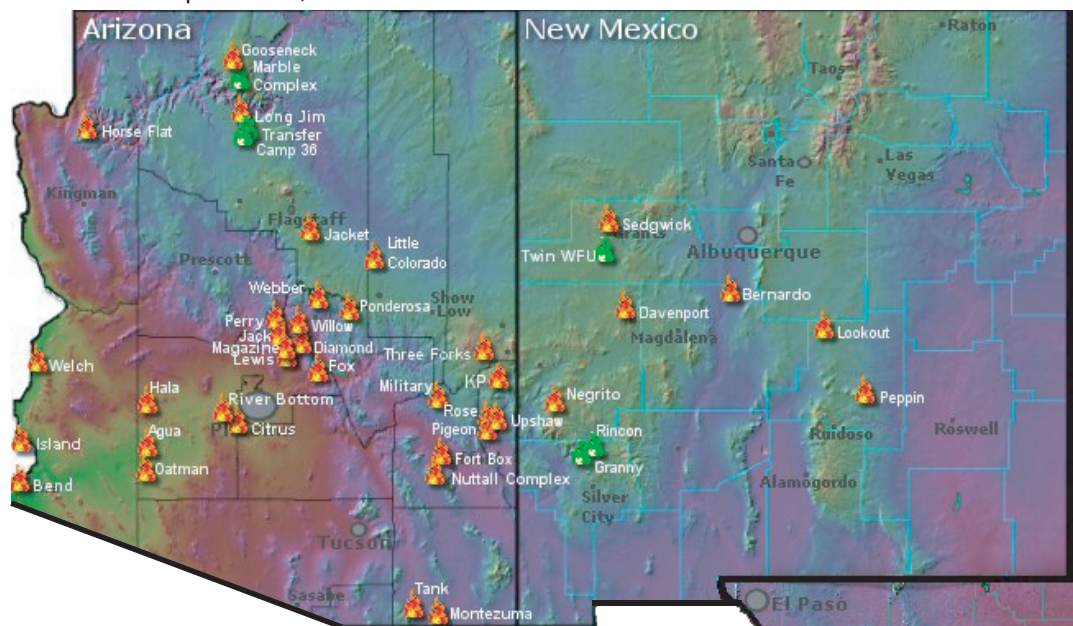 Arizona
New Mexico
Gooseneck
Marble
Complex
Long Jim
Transfer
Camp 36
Horse Flat
Kingman
Flagstaff
Jacket
Little
Colorado
Prescott
Webber
Ponderosa
Show
Low
Perry
Willow
Jack
Magazine
Diamond
Lewis
Fox
Three Forks
KP
Welch
Hala
Military
River Bottom
Rose
Upshaw
Pigeon
Citrus
Agua
Island
Fort Box
Oatman
Nuttall Complex
Bend
Tucson
Sasabe
Tank
Montezuma
Raton
Taos
Santa
Fe
Las
Vegas
Sedgwick
Twin WFU
Albuquerque
Bernardo
Davenport
Magdalena
Lookout
Negrito
Peppin
Rincon
Granny
Ruidoso
Roswell
Silver
City
Alamogordo
El Paso